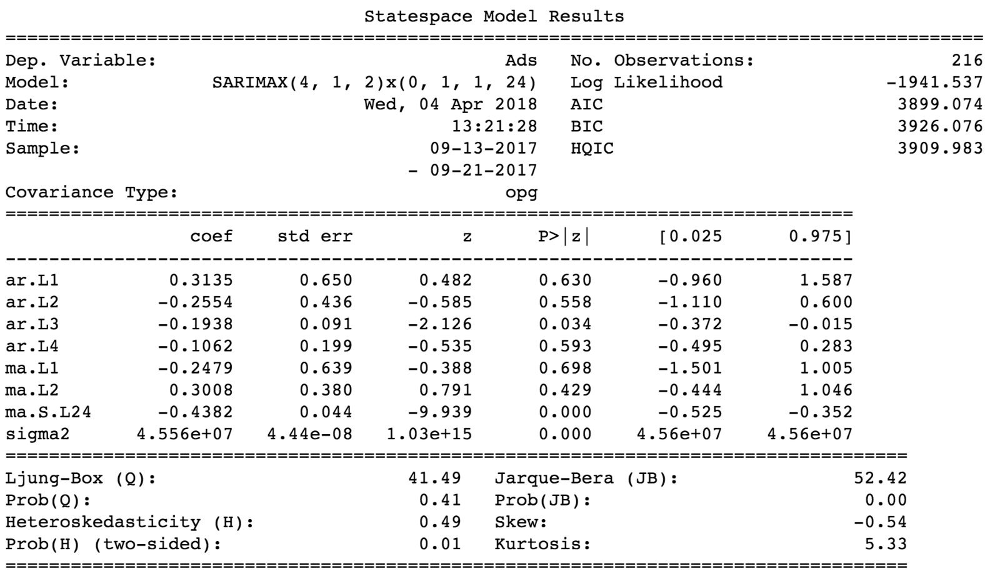 Statespace Model Results
==========================================================================================
Dep. Variable:                                Ads   No. Observations:                  216
Model:             SARIMAX(4, 1, 2)x(0, 1, 1, 24)   Log Likelihood               -1941.537
Date:                            Wed, 04 Apr 2018   AIC                           3899.074
Time:                                    13:21:28   BIC                           3926.076
Sample:                                09-13-2017   HQIC                          3909.983
                                     - 09-21-2017
Covariance Type:                              opg
==============================================================================
                 coef    std err          z      P>|z|      [0.025      0.975]
------------------------------------------------------------------------------
ar.L1          0.3135      0.650      0.482      0.630      -0.960       1.587
ar.L2         -0.2554      0.436     -0.585      0.558      -1.110       0.600
ar.L3         -0.1938      0.091     -2.126      0.034      -0.372      -0.015
ar.L4         -0.1062      0.199     -0.535      0.593      -0.495       0.283
ma.L1         -0.2479      0.639     -0.388      0.698      -1.501       1.005
ma.L2          0.3008      0.380      0.791      0.429      -0.444       1.046
ma.S.L24      -0.4382      0.044     -9.939      0.000      -0.525      -0.352
sigma2      4.556e+07   4.44e-08   1.03e+15      0.000    4.56e+07    4.56e+07
===================================================================================
Ljung-Box (Q):                       41.49   Jarque-Bera (JB):                52.42
Prob(Q):                              0.41   Prob(JB):                         0.00
Heteroskedasticity (H):               0.49   Skew:                            -0.54
Prob(H) (two-sided):                  0.01   Kurtosis:                         5.33
===================================================================================